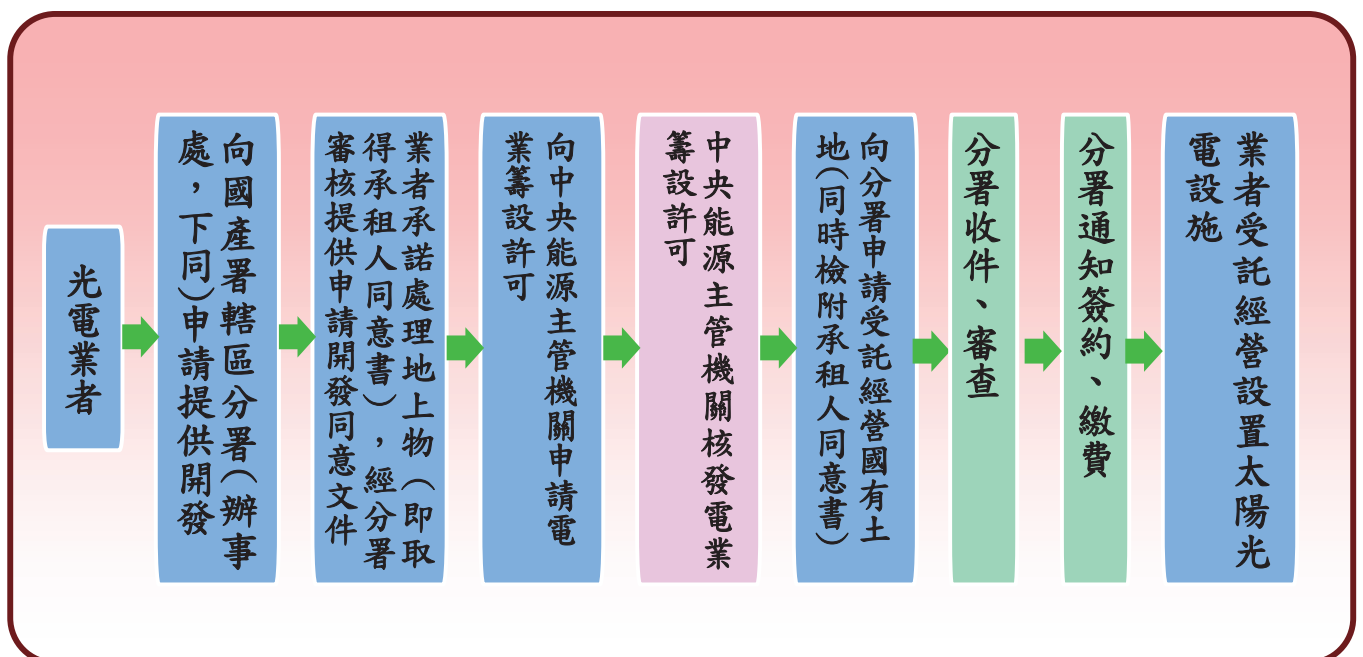 光電業者
向國產署轄區分署(辦事
處，下同)申請提供開發
業者承諾處理地上物(即取
得承租人同意書)，經分署
審核提供申請開發同意文件
向中央能源主管機關申請電
業籌設許可
中央能源主管機關核發電業
籌設許可
向分署申請受託經營國有土
地(同時檢附承租人同意書)
分署收件、審查
分署通知簽約、繳費
業者受託經營設置太陽光
電設施